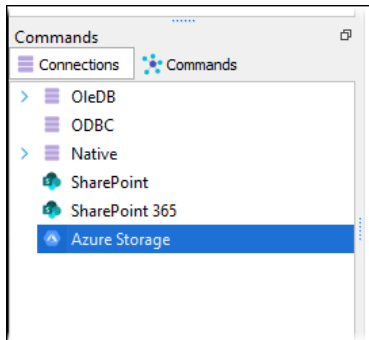 Commands
Connections Commands
OleDB
ODBC
Native
SharePoint
SharePoint 365
Azure Storage